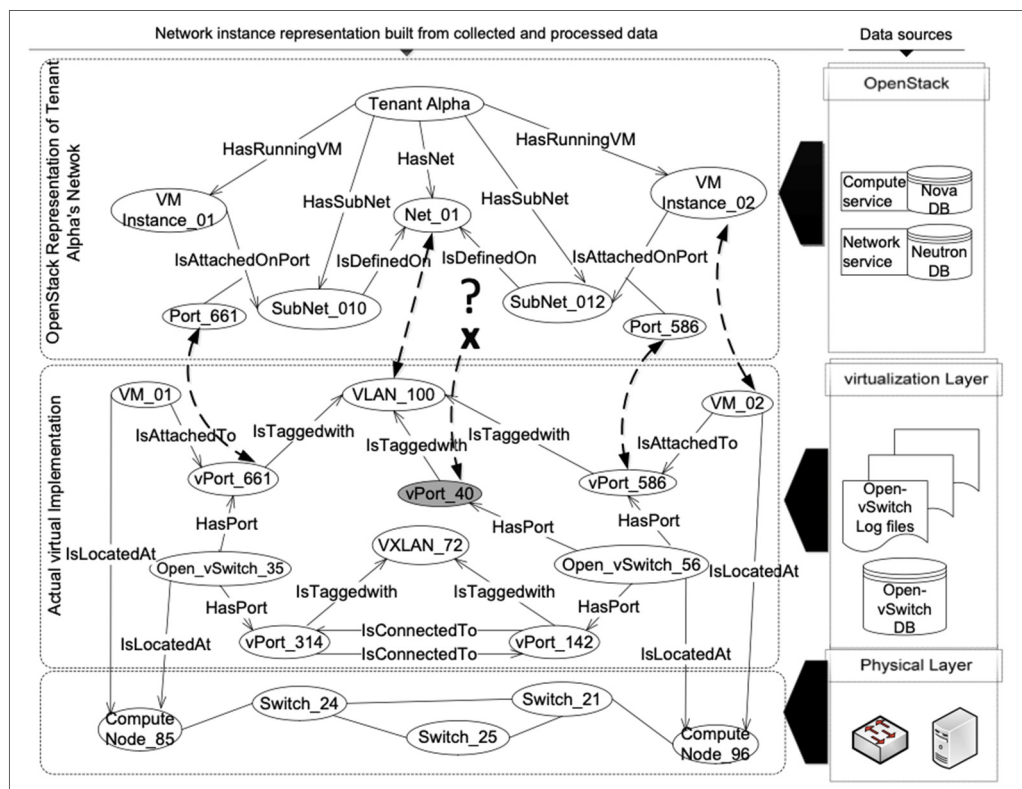 Network instance representation built from collected and processed data
Data sources
OpenStack Representation of Tenant
Alpha's Netwok
Tenant Alpha
HasRunningVM
HasNet
HasRunningVM
VM
Instance_01
HasSubNet
Net_01
HasSubNet
VM
Instance_02
IsAttachedOnPort
IsDefinedOn
IsDefinedOn
IsAttachedOnPort
Port_661
SubNet_010
?
x
SubNet_012
Port_586
OpenStack
Compute
service
Nova
DB
Network
service
Neutron
DB
Actual virtual Implementation
VM_01
VLAN_100
VM_02
IsAttachedTo
IsTaggedwith
IsTaggedwith
IsTaggedwith
IsAttachedTo
vPort_661
vPort_40
vPort_586
HasPort
HasPort
HasPort
VXLAN_72
IsLocatedAt
Open_vSwitch_35
Open_vSwitch_56
IsLocatedAt
IsTaggedwith
IsTaggedwith
HasPort
HasPort
IsLocatedAt
vPort_314
IsConnectedTo
IsConnectedTo
vPort_142
IsLocatedAt
virtualization Layer
Open-
vSwitch
Log files
Open-
vSwitch
DB
Compute
Node_85
Switch_24
Switch_25
Switch_21
Compute
Node_96
Physical Layer